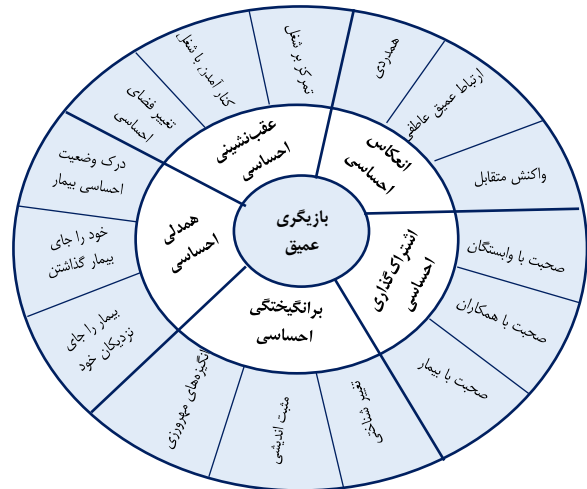 بازیگری
عمیق
انعکاس
احساسی
همدردی
ارتباط عمیق عاطفی
واکنش متقابل
اشتراک‌گذاری
احساسی
صحبت با وابستگان
صحبت با همکاران
صحبت با بیمار
برانگیختگی
احساسی
تغییر شناختی
مثبت اندیشی
انگیزه‌های مهرورزی
همدلی
احساسی
بیمار را جای
نزدیکان خود
خود را جای
بیمار گذاشتن
درک وضعیت
احساسی بیمار
عقب‌نشینی
احساسی
تغییر فضای
احساسی
کنار آمدن با شغل
تمرکز بر شغل